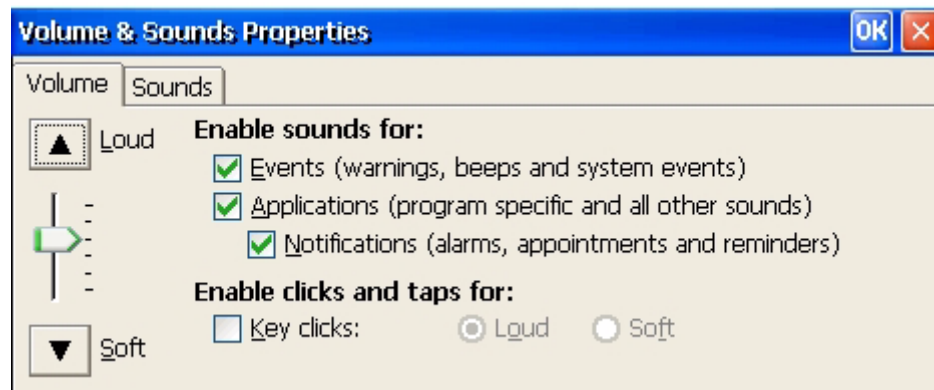 Volume & Sounds Properties OK
Volume Sounds
Loud
Enable sounds for:
Events (warnings, beeps and system events)
Applications (program specific and all other sounds)
Notifications (alarms, appointments and reminders)
Enable clicks and taps for:
Soft
Key clicks: Loud Soft